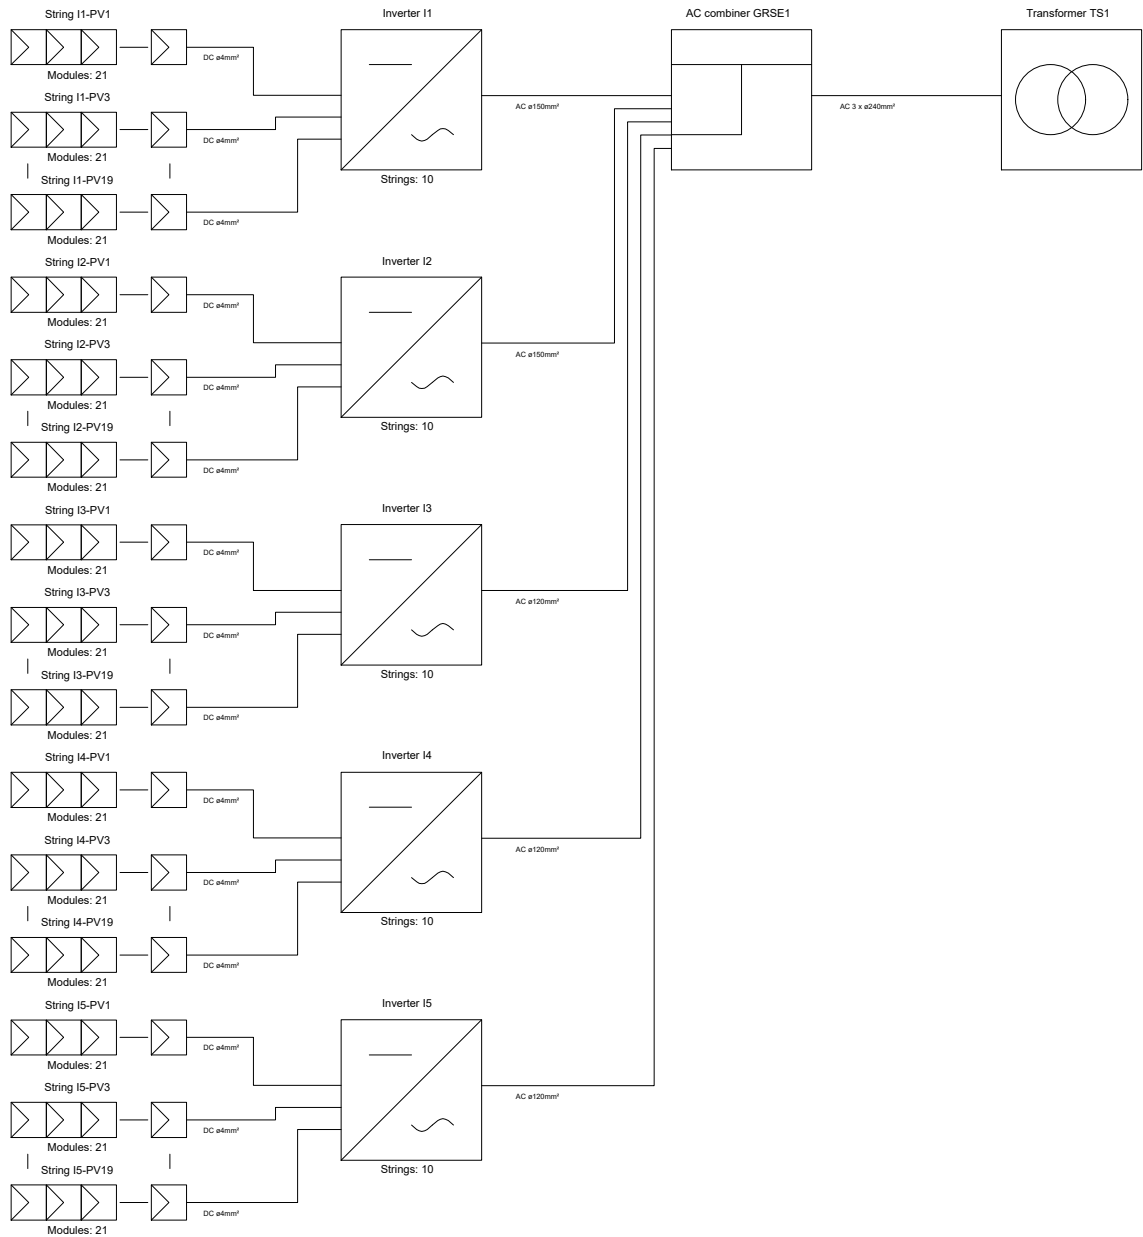 String I1-PV1
Inverter I1
AC combiner GRSE1
Transformer TS1
DC ø4mm²
Modules: 21
String I1-PV3
AC ø150mm²
AC 3 x ø240mm²
DC ø4mm²
Modules: 21
String I1-PV19
Strings: 10
DC ø4mm²
Modules: 21
String I2-PV1
Inverter I2
DC ø4mm²
Modules: 21
String I2-PV3
AC ø150mm²
DC ø4mm²
Modules: 21
String I2-PV19
Strings: 10
DC ø4mm²
Modules: 21
String I3-PV1
Inverter I3
DC ø4mm²
Modules: 21
String I3-PV3
AC ø120mm²
DC ø4mm²
Modules: 21
String I3-PV19
Strings: 10
DC ø4mm²
Modules: 21
String I4-PV1
Inverter I4
DC ø4mm²
Modules: 21
String I4-PV3
AC ø120mm²
DC ø4mm²
Modules: 21
String I4-PV19
Strings: 10
DC ø4mm²
Modules: 21
String I5-PV1
Inverter I5
DC ø4mm²
Modules: 21
String I5-PV3
AC ø120mm²
DC ø4mm²
Modules: 21
String I5-PV19
Strings: 10
DC ø4mm²
Modules: 21